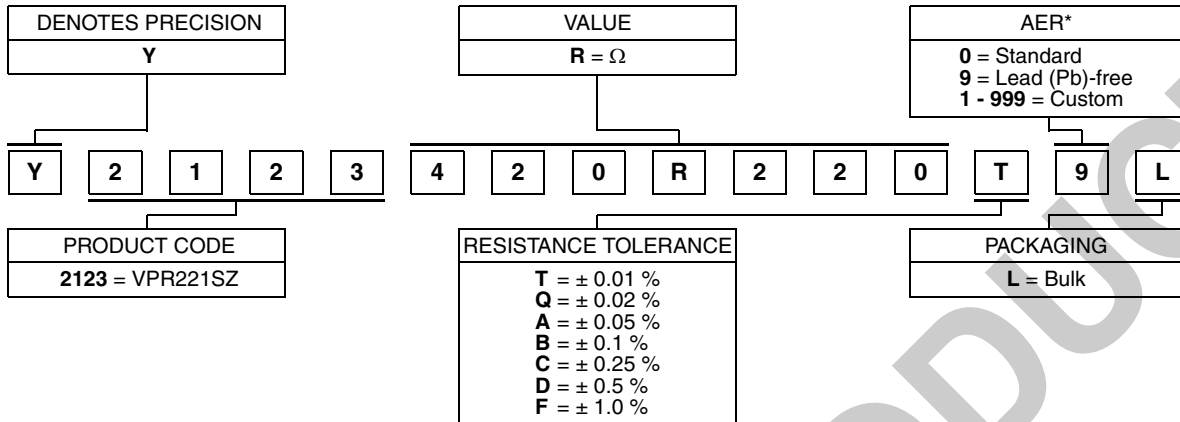 DENOTES PRECISION
Y
VALUE
R = Ω
AER*
0 = Standard
9 = Lead (Pb)-free
1 - 999 = Custom
Y 2 1 2 3 4 2 0 R 2 2 0 T 9 L
PRODUCT CODE
2123 = VPR221SZ
RESISTANCE TOLERANCE
T = ± 0.01 %
Q = ± 0.02 %
A = ± 0.05 %
B = ± 0.1 %
C = ± 0.25 %
D = ± 0.5 %
F = ± 1.0 %
PACKAGING
L = Bulk